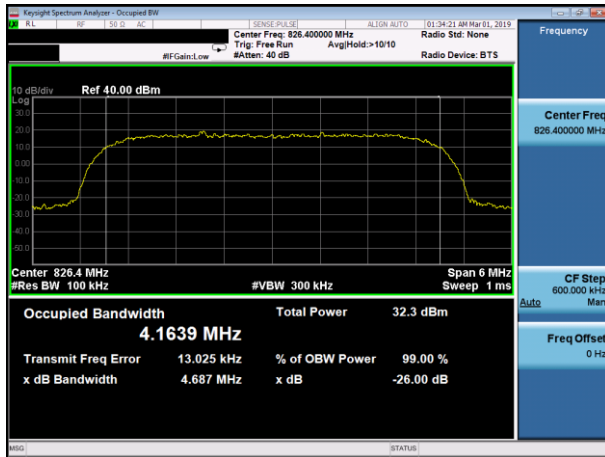 Keysight Spectrum Analyzer - Occupied BW
RL RF 50 Ω AC SENSE:PULSE ALIGN AUTO 01:34:21 AM Mar 01, 2019
Center Freq: 826.400000 MHz Radio Std: None
Trig: Free Run Avg|Hold:>10/10
#IFGain:Low #Atten: 40 dB Radio Device: BTS
Frequency
10 dB/div Ref 40.00 dBm
Log
30.0
20.0
10.0
0.00
-10.0
-20.0
-30.0
-40.0
-50.0
Center Freq
826.400000 MHz
Center 826.4 MHz Span 6 MHz
#Res BW 100 kHz #VBW 300 kHz Sweep 1 ms
CF Step
600.000 kHz
Auto Man
Occupied Bandwidth Total Power 32.3 dBm
4.1639 MHz
Transmit Freq Error 13.025 kHz % of OBW Power 99.00 %
x dB Bandwidth 4.687 MHz x dB -26.00 dB
Freq Offset
0 Hz
MSG STATUS